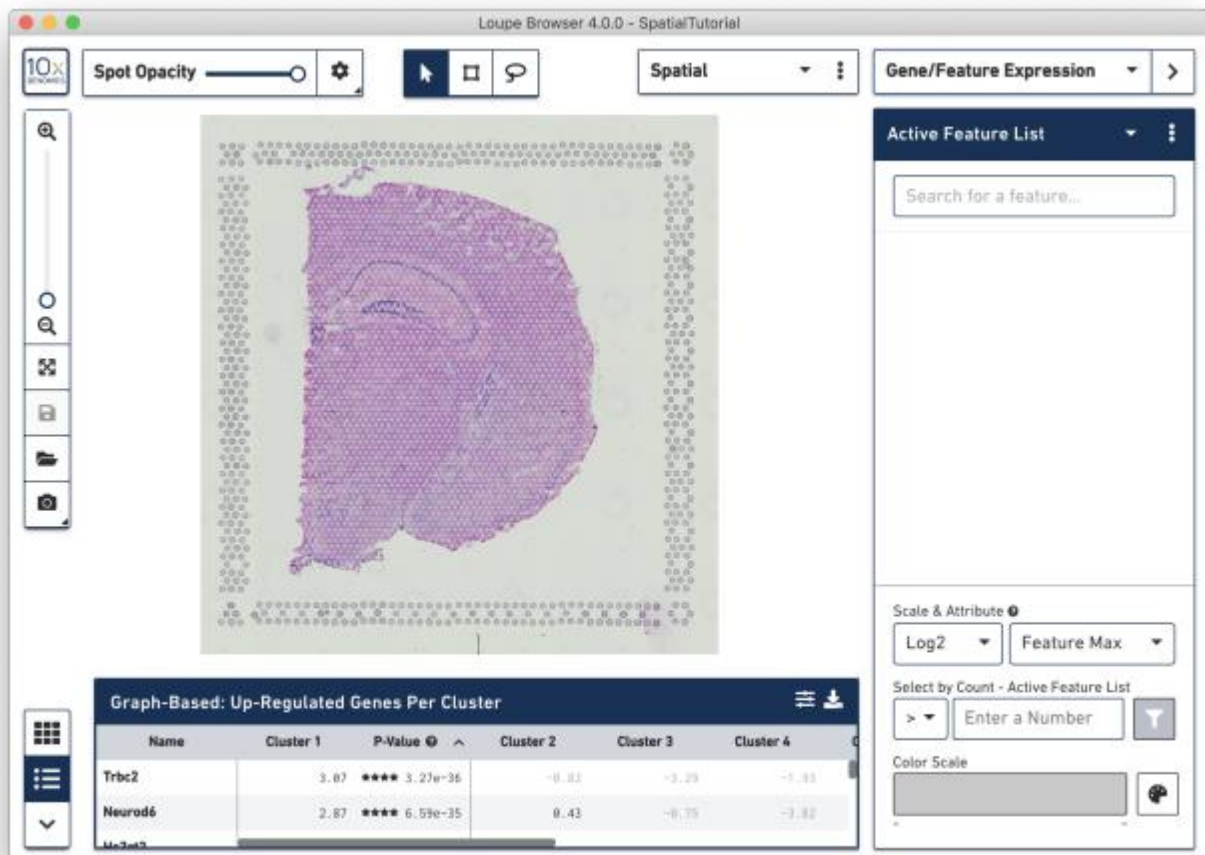 Loupe Browser 4.0.0 - SpatialTutorial
10x
GENOMICS
Spot Opacity
Spatial
Gene/Feature Expression
Active Feature List
Search for a feature...
Scale & Attribute
Log2
Feature Max
Select by Count - Active Feature List
>
Enter a Number
Color Scale
Graph-Based: Up-Regulated Genes Per Cluster
Name Cluster 1 P-Value Cluster 2 Cluster 3 Cluster 4
Trbc2 3.07 **** 3.27e-36
Neurod6 2.87 **** 6.59e-35 0.43